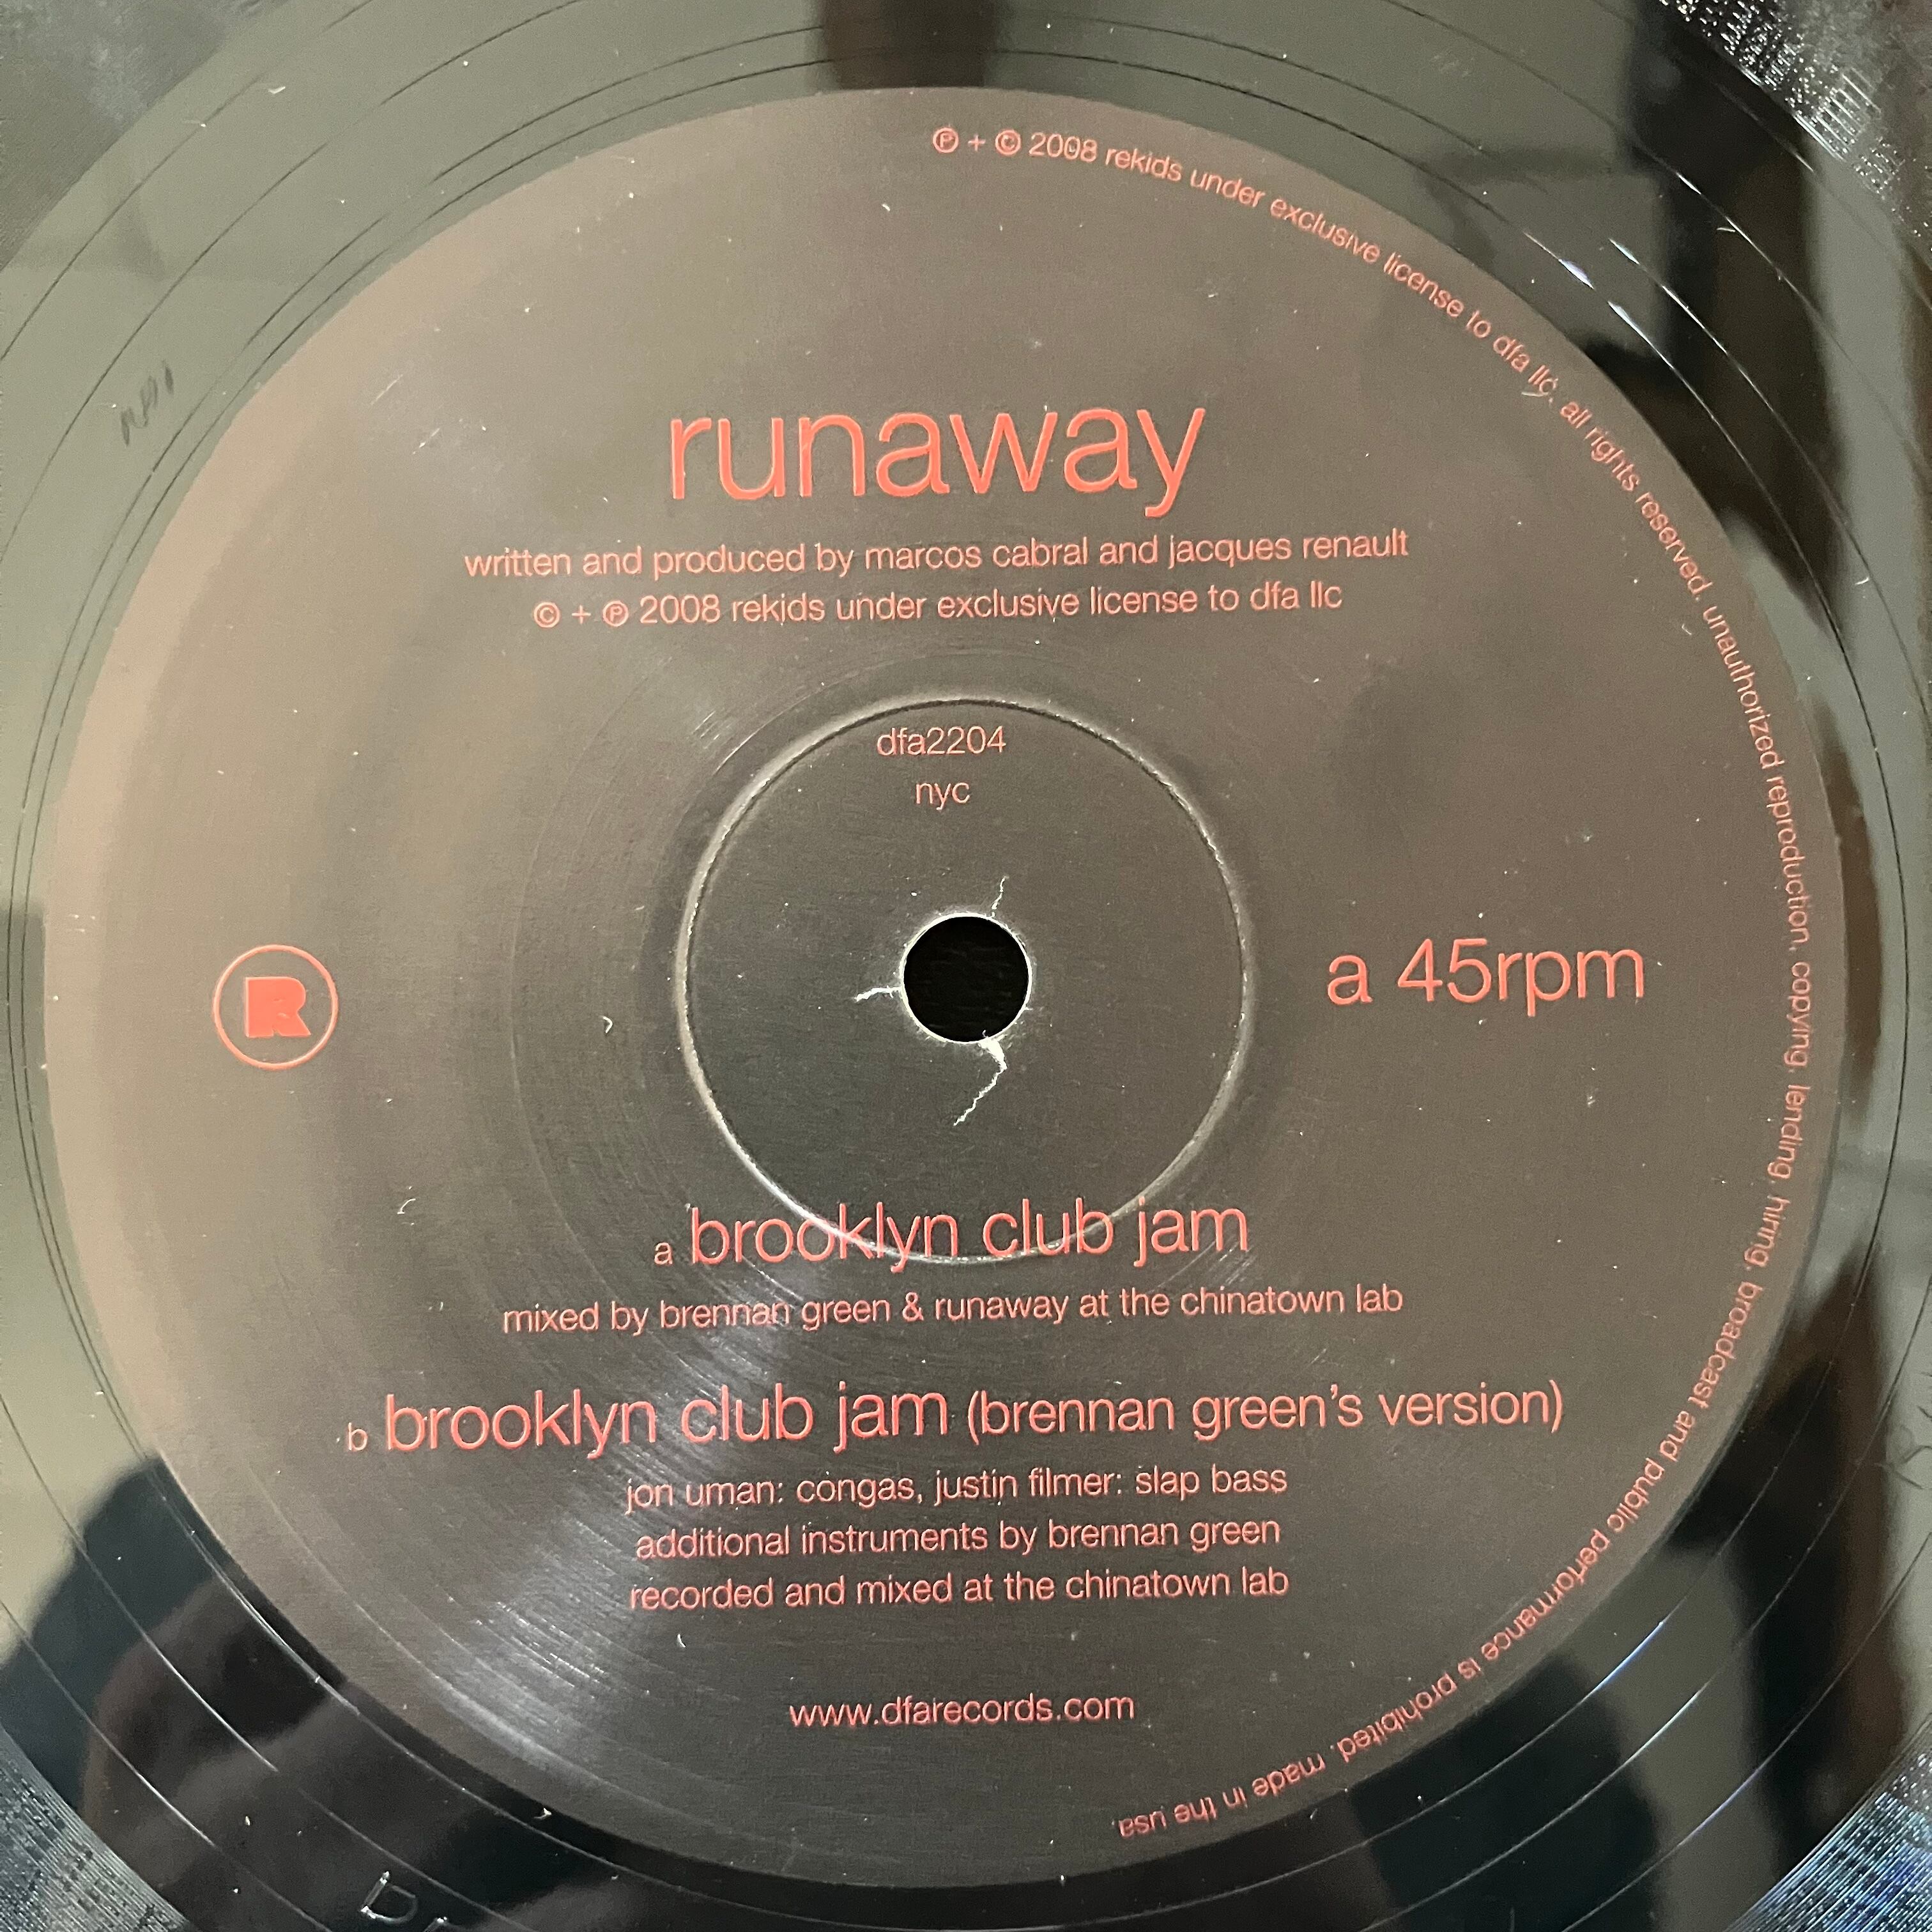 ℗ + © 2008 rekids under exclusive license to dfa llc. all rights reserved. unauthorized reproduction, copying, lending, hiring, broadcast and public performance is prohibited. made in the usa.
runaway
written and produced by marcos cabral and jacques renault
© + ℗ 2008 rekids under exclusive license to dfa llc
dfa2204
nyc
R
a 45rpm
a brooklyn club jam
mixed by brennan green & runaway at the chinatown lab
b brooklyn club jam (brennan green's version)
jon uman: congas, justin filmer: slap bass
additional instruments by brennan green
recorded and mixed at the chinatown lab
www.dfarecords.com